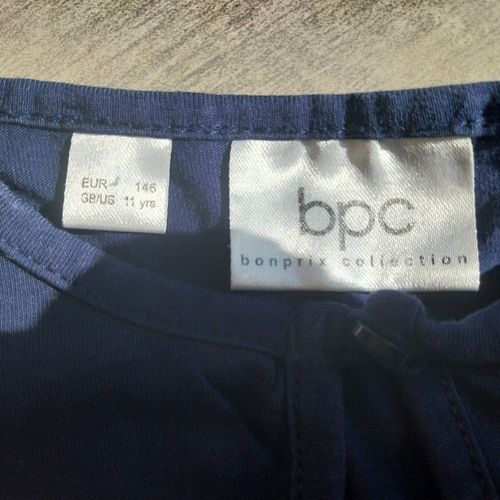 EUR 146
GB/US 11 yrs
bpc
bonprix collection